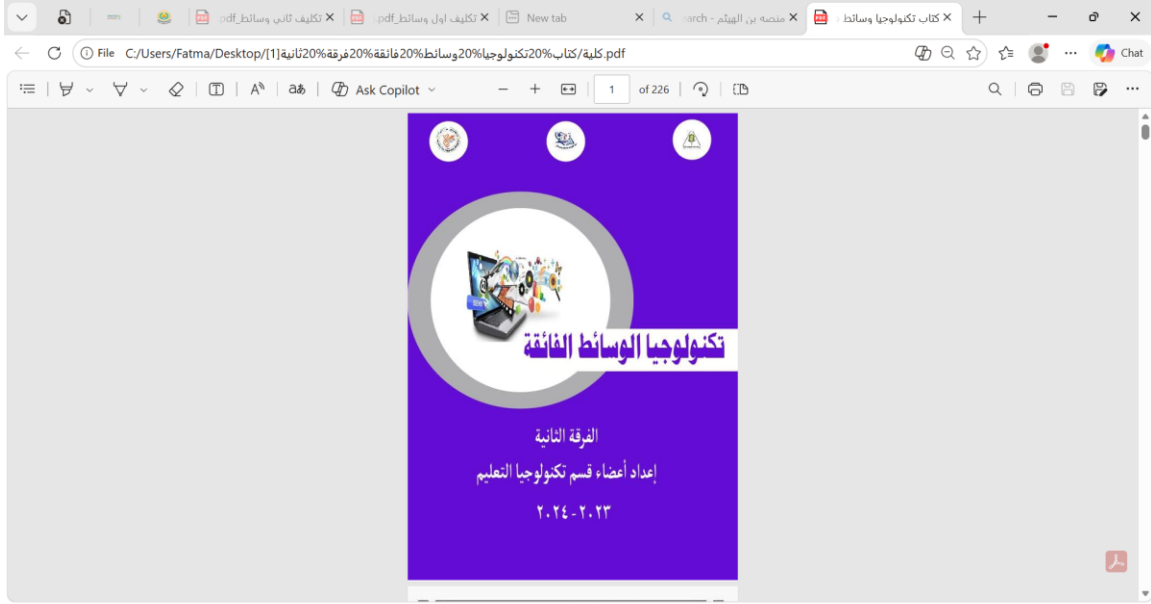 تكليف ثاني وسائط_pdf
تكليف اول وسائط_pdf.
New tab
منصه بن الهيثم - arch
كتاب تكنولوجيا وسائط
File
C:/Users/Fatma/Desktop/كلية/كتاب%20تكنولوجيا%20وسائط%20فائقة%20فرقة%20ثانية[1].pdf
Chat
Ask Copilot
1 of 226
تكنولوجيا الوسائط الفائقة
الفرقة الثانية
إعداد أعضاء قسم تكنولوجيا التعليم
٢٠٢٣-٢٠٢٤